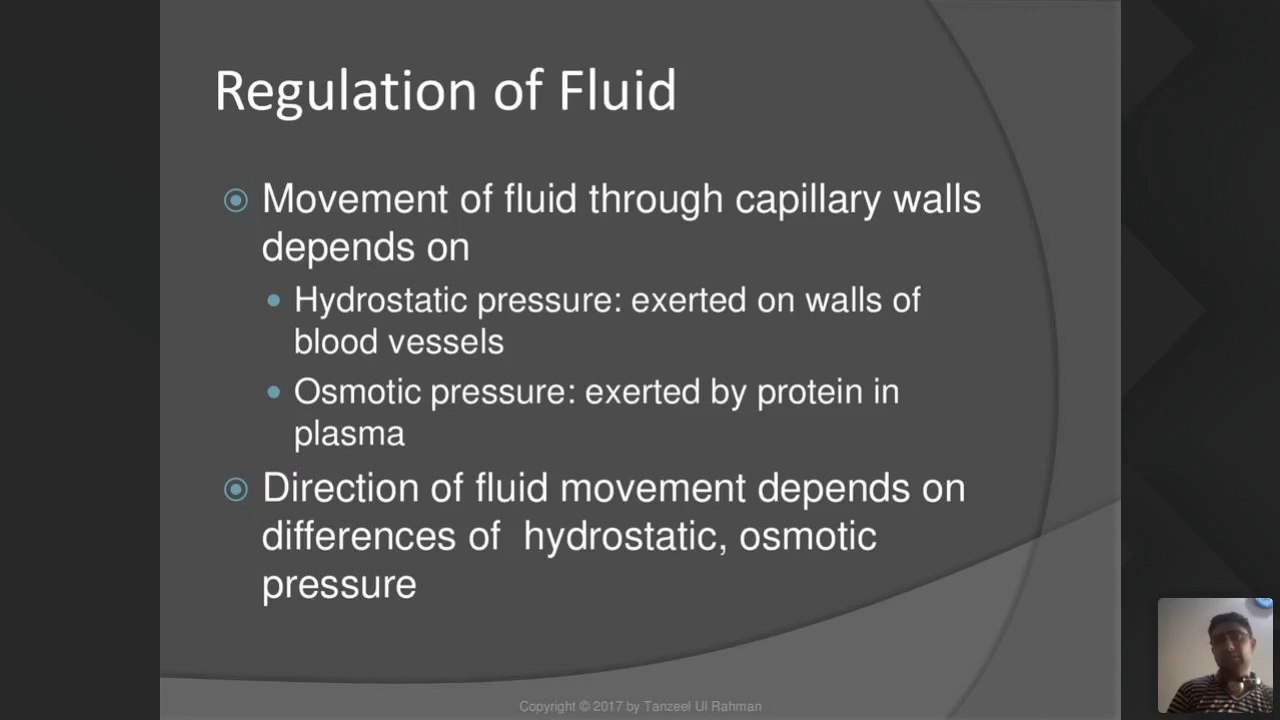 Regulation of Fluid
Movement of fluid through capillary walls
depends on
Hydrostatic pressure: exerted on walls of
blood vessels
Osmotic pressure: exerted by protein in
plasma
Direction of fluid movement depends on
differences of  hydrostatic, osmotic
pressure
Copyright © 2017 by Tanzeel Ul Rahman